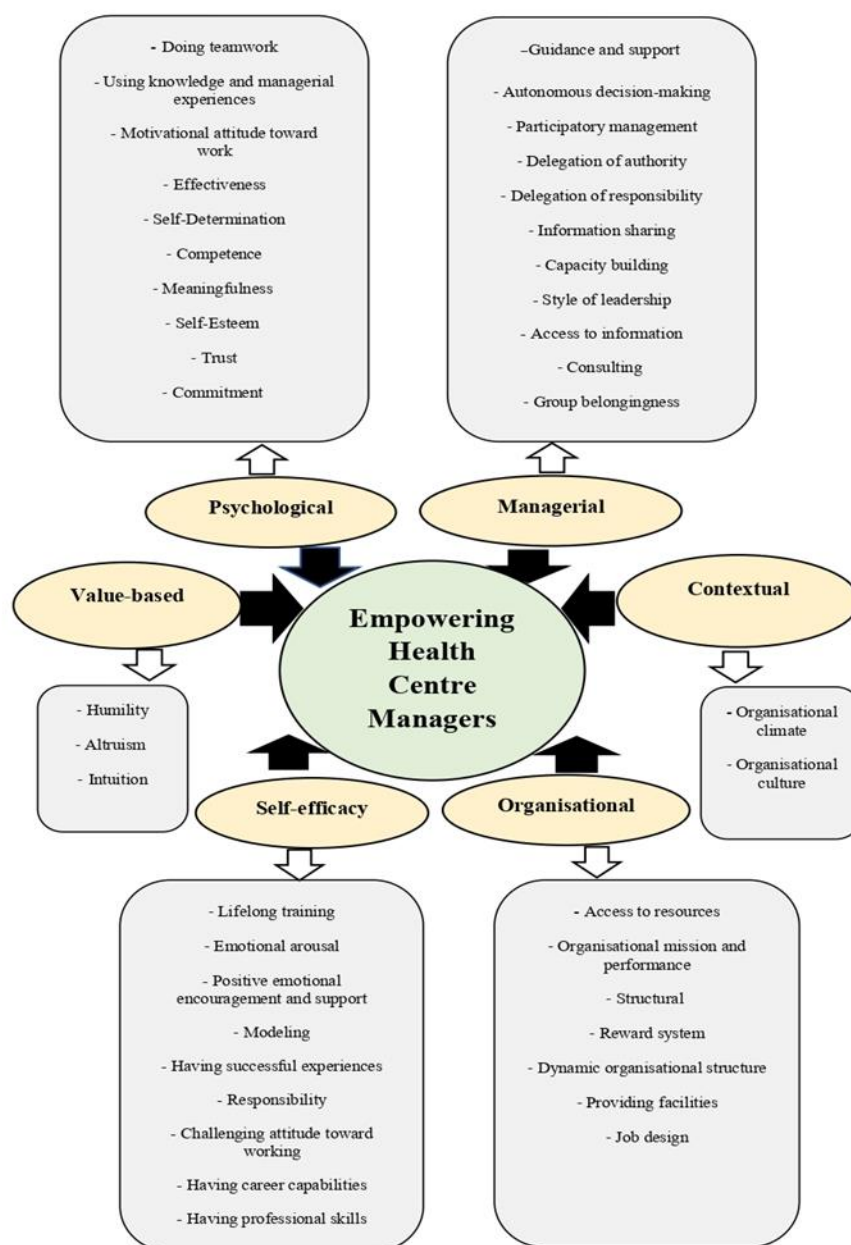 - Doing teamwork
- Using knowledge and managerial
experiences
- Motivational attitude toward
work
- Effectiveness
- Self-Determination
- Competence
- Meaningfulness
- Self-Esteem
- Trust
- Commitment
-Guidance and support
- Autonomous decision-making
- Participatory management
- Delegation of authority
- Delegation of responsibility
- Information sharing
- Capacity building
- Style of leadership
- Access to information
- Consulting
- Group belongingness
Psychological
Managerial
Value-based
Contextual
Empowering
Health
Centre
Managers
- Humility
- Altruism
- Intuition
- Organisational
climate
- Organisational
culture
Self-efficacy
Organisational
- Lifelong training
- Emotional arousal
- Positive emotional
encouragement and support
- Modeling
- Having successful experiences
- Responsibility
- Challenging attitude toward
working
- Having career capabilities
- Having professional skills
- Access to resources
- Organisational mission and
performance
- Structural
- Reward system
- Dynamic organisational structure
- Providing facilities
- Job design